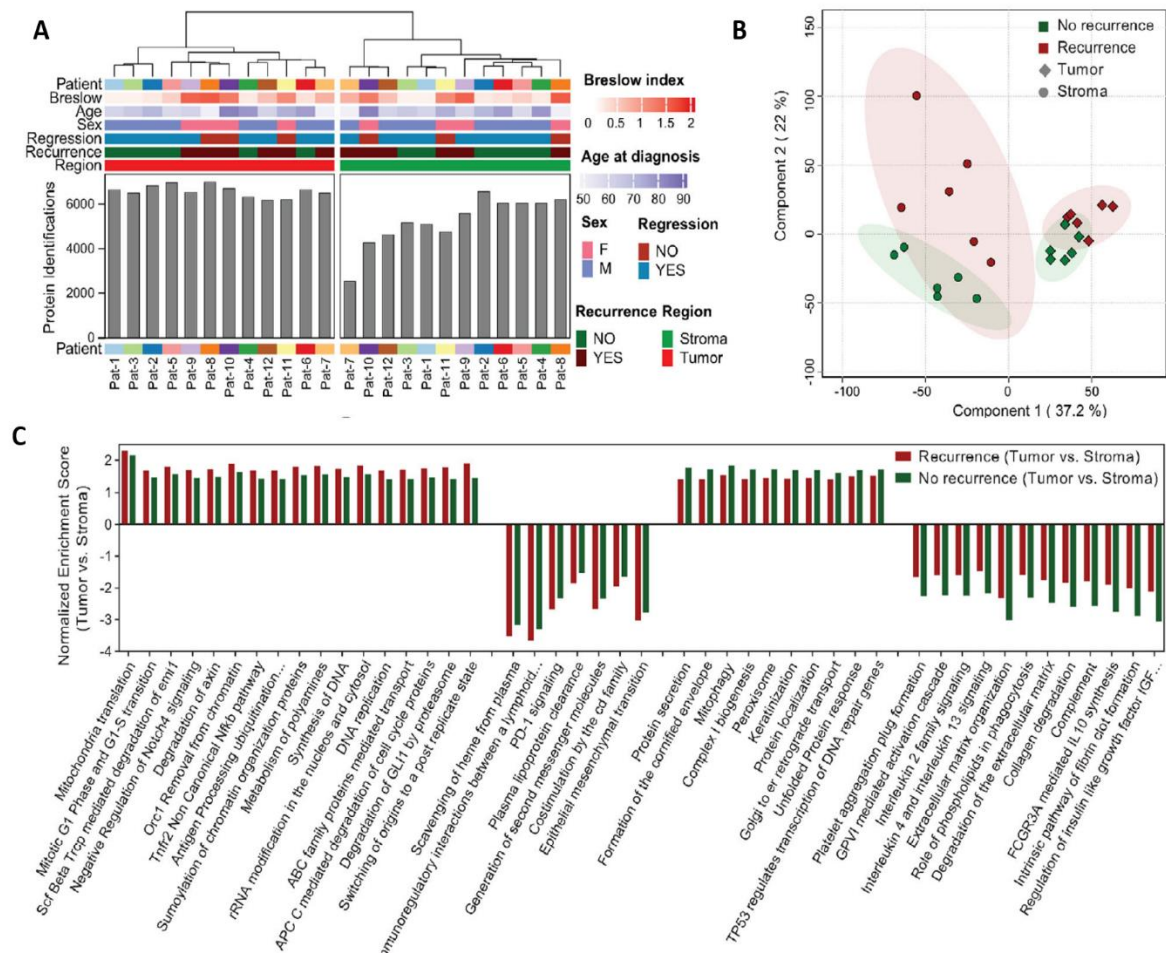 A
Patient
Breslow
Age
Sex
Regression
Recurrence
Region
Protein Identifications
6000
4000
2000
0
Patient
Pat-1
Pat-3
Pat-2
Pat-5
Pat-9
Pat-8
Pat-10
Pat-4
Pat-12
Pat-11
Pat-6
Pat-7
Pat-7
Pat-10
Pat-12
Pat-3
Pat-1
Pat-11
Pat-9
Pat-2
Pat-6
Pat-5
Pat-4
Pat-8
Breslow index
0 0.5 1 1.5 2
Age at diagnosis
50 60 70 80 90
Sex
F
M
Regression
NO
YES
Recurrence
NO
YES
Region
Stroma
Tumor
B
-100 -50 0 50
No recurrence
Recurrence
Tumor
Stroma
Component 2 ( 22 %)
100
50
0
-50
-100
-100 -50 0 50
Component 1 ( 37.2 %)
C
Normalized Enrichment Score
(Tumor vs. Stroma)
2
1
0
-1
-2
-3
-4
Recurrence (Tumor vs. Stroma)
No recurrence (Tumor vs. Stroma)
Mitochondria translation
Mitotic G1 Phase and G1-S transition
Scf Beta Trcp mediated degradation of emi1
Negative Regulation of Notch4 signaling
Degradation of axin
Orc1 Removal from chromatin
Tnfr2 Non Canonical Nfkb pathway
Antigen Processing ubiquitination...
Sumoylation of chromatin organization proteins
Metabolism of polyamines
Synthesis of DNA
rRNA modification in the nucleos and cytosol
DNA replication
ABC family proteins mediated transport
APC C mediated degradation of cell cycle proteins
Degradation of GLI1 by proteasome
Switching of origins to a post replicate state
Scavenging of heme from plasma
mmunoregulatory interactions between a lymphoid...
PD-1 signaling
Plasma lipoprotein clearance
Generation of second messenger molecules
Costimulation by the cd family
Epithelial mesenchymal transition
Protein secretion
Formation of the cornified envelope
Mitophagy
Complex I biogenesis
Peroxisome
Keratinization
Protein localization
Golgi to er retrograde transport
Unfolded Protein response
TP53 regulates transcription of DNA repair genes
Platelet aggregation plug formation
GPVI mediated activation cascade
Interleukin 2 family signaling
Interleukin 4 and interleukin 13 signaling
Extracellular matrix organization
Role of phospholipids in phagocytosis
Degradation of the extracellular matrix
Collagen degradation
Complement
FCGR3A mediated IL 10 synthesis
Intrinsic pathway of fibrin clot formation
Regulation of insulin like growth factor IGF...